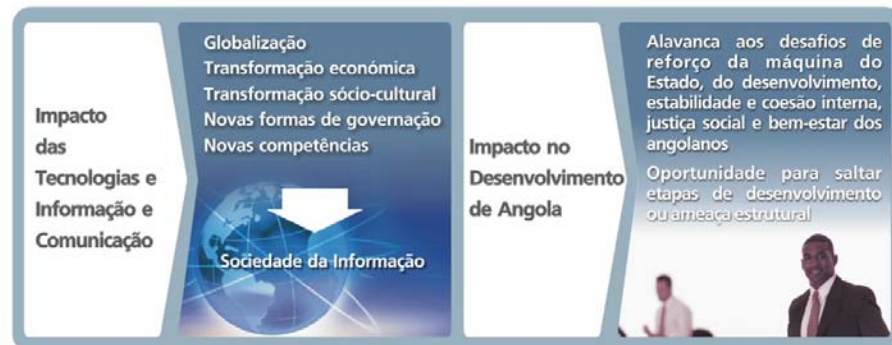 Impacto
das
Tecnologias e
Informação e
Comunicação
Globalização
Transformação económica
Transformação sócio-cultural
Novas formas de governação
Novas competências
Sociedade da Informação
Impacto no
Desenvolvimento
de Angola
Alavanca aos desafios de
reforço da máquina do
Estado, do desenvolvimento,
estabilidade e coesão interna,
justiça social e bem-estar dos
angolanos
Oportunidade para saltar
etapas de desenvolvimento
ou ameaça estrutural